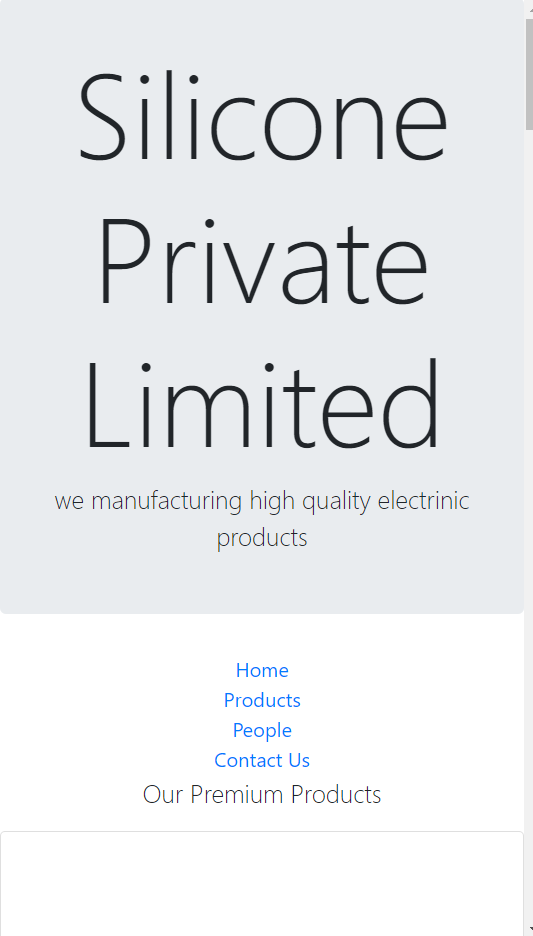 Silicone
Private
Limited
we manufacturing high quality electrinic
products
Home
Products
People
Contact Us
Our Premium Products